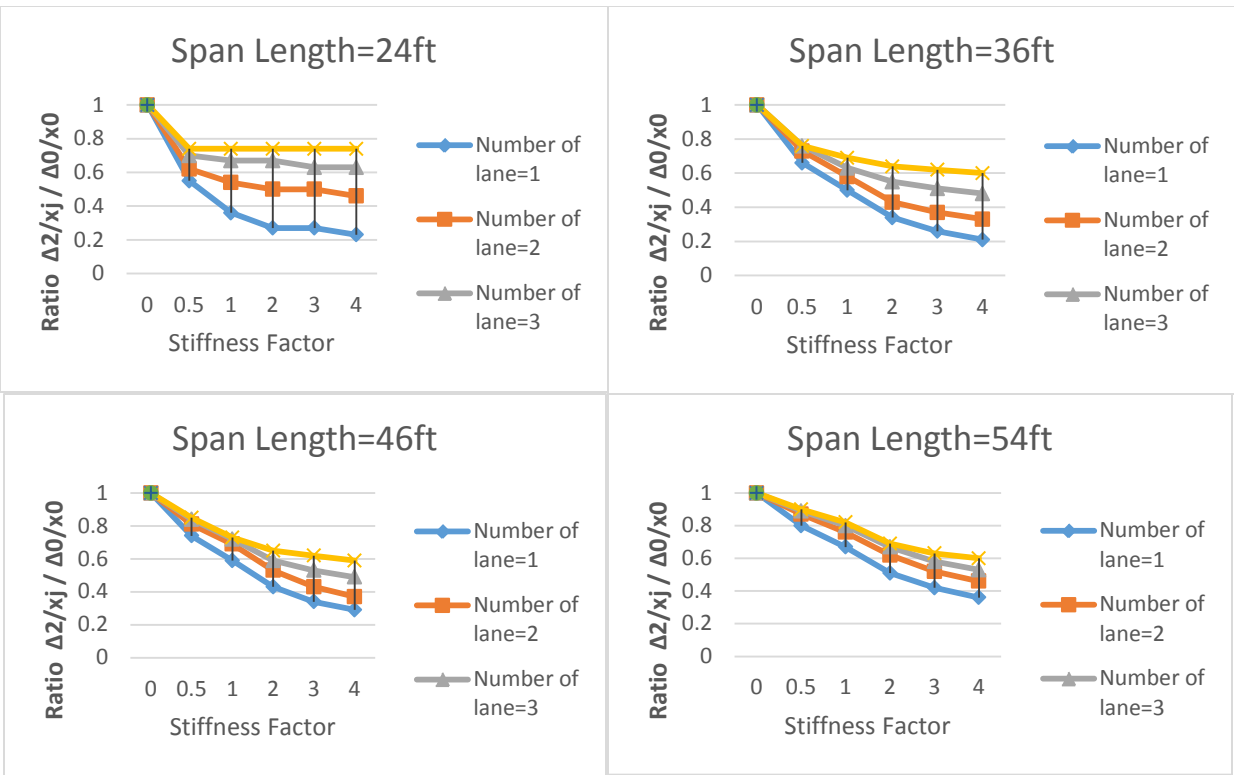 Span Length=24ft
Ratio Δ2/xj / Δ0/x0
1
0.8
0.6
0.4
0.2
0
0 0.5 1 2 3 4
Stiffness Factor
Number of
lane=1
Number of
lane=2
Number of
lane=3
Span Length=36ft
Ratio Δ2/xj / Δ0/x0
1
0.8
0.6
0.4
0.2
0
0 0.5 1 2 3 4
Stiffness Factor
Number of
lane=1
Number of
lane=2
Number of
lane=3
Span Length=46ft
Ratio Δ2/xj / Δ0/x0
1
0.8
0.6
0.4
0.2
0
0 0.5 1 2 3 4
Stiffness Factor
Number of
lane=1
Number of
lane=2
Number of
lane=3
Span Length=54ft
Ratio Δ2/xj / Δ0/x0
1
0.8
0.6
0.4
0.2
0
0 0.5 1 2 3 4
Stiffness Factor
Number of
lane=1
Number of
lane=2
Number of
lane=3